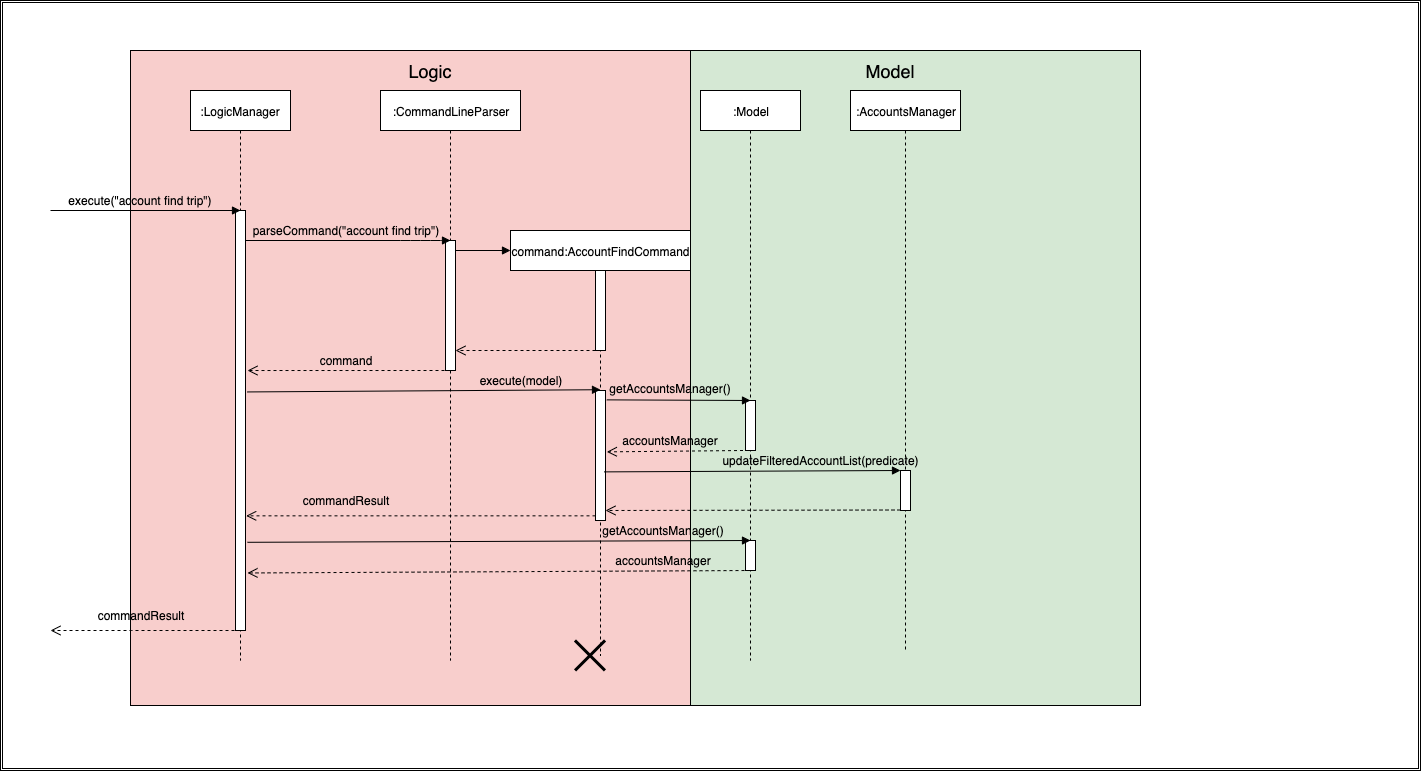 Logic
Model
:LogicManager
:CommandLineParser
:Model
:AccountsManager
execute("account find trip")
parseCommand("account find trip")
command:AccountFindCommand
command
execute(model)
getAccountsManager()
accountsManager
updateFilteredAccountList(predicate)
commandResult
getAccountsManager()
accountsManager
commandResult